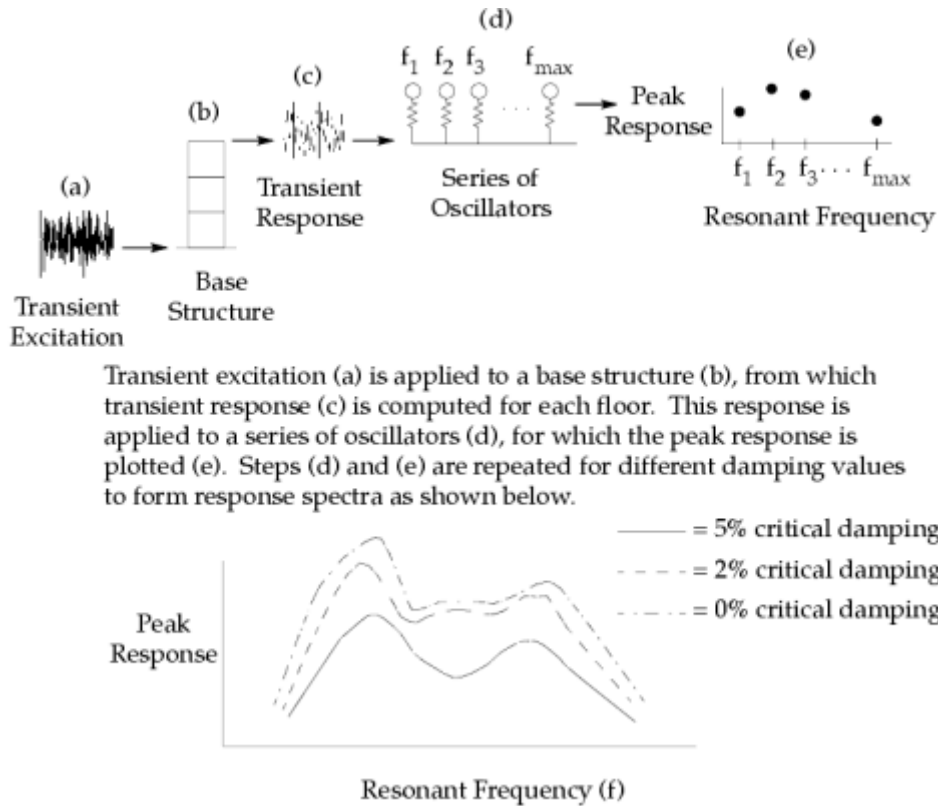 (a)
Transient
Excitation
(b)
Base
Structure
(c)
Transient
Response
(d)
f1 f2 f3 fmax
. . .
Series of
Oscillators
(e)
Peak
Response
f1 f2 f3 . . . fmax
Resonant Frequency
Transient excitation (a) is applied to a base structure (b), from which
transient response (c) is computed for each floor. This response is
applied to a series of oscillators (d), for which the peak response is
plotted (e). Steps (d) and (e) are repeated for different damping values
to form response spectra as shown below.
= 5% critical damping
= 2% critical damping
= 0% critical damping
Peak
Response
Resonant Frequency (f)